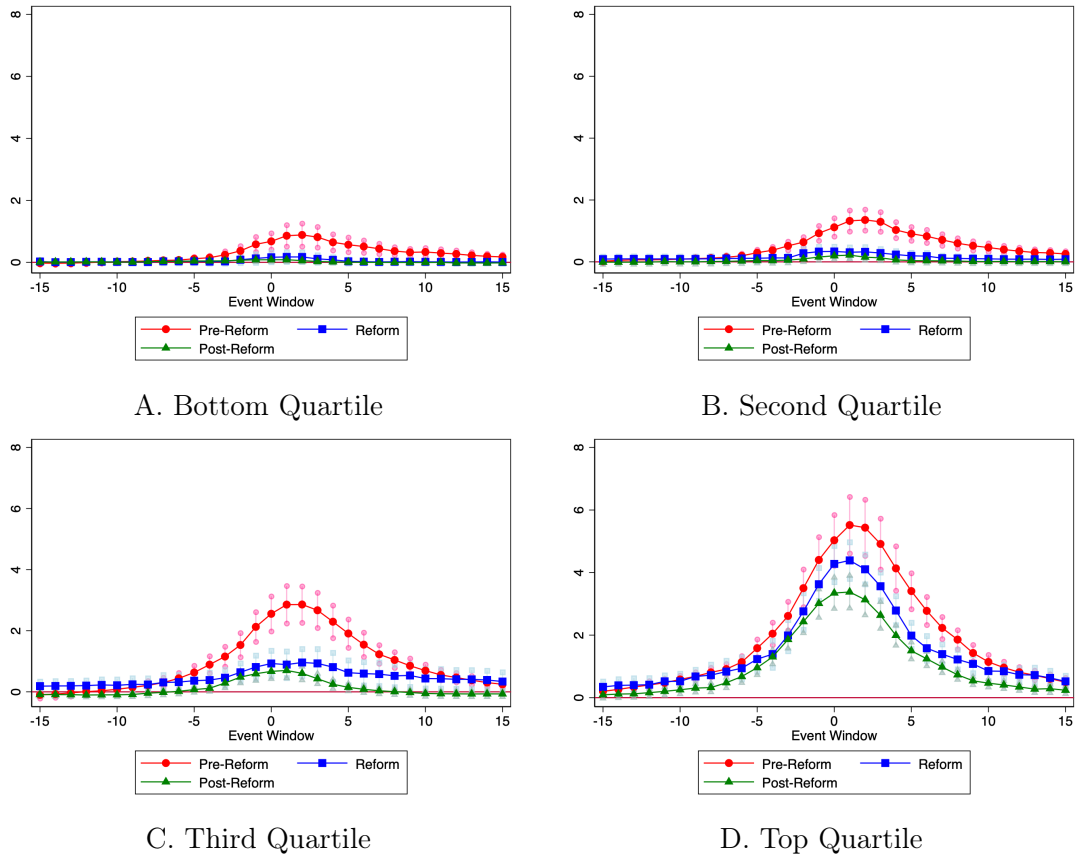 8
6
4
2
0
-15 -10 -5 0 5 10 15
Event Window
Pre-Reform Reform
Post-Reform
A. Bottom Quartile
8
6
4
2
0
-15 -10 -5 0 5 10 15
Event Window
Pre-Reform Reform
Post-Reform
B. Second Quartile
8
6
4
2
0
-15 -10 -5 0 5 10 15
Event Window
Pre-Reform Reform
Post-Reform
C. Third Quartile
8
6
4
2
0
-15 -10 -5 0 5 10 15
Event Window
Pre-Reform Reform
Post-Reform
D. Top Quartile